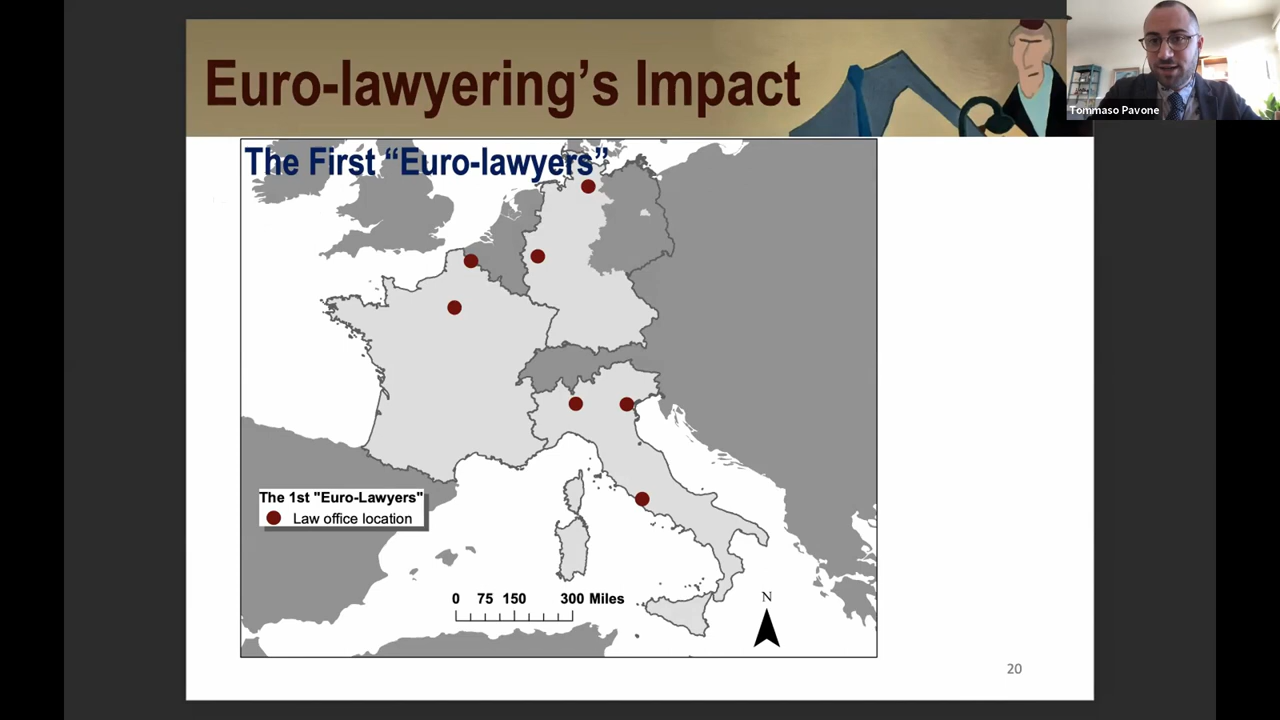 Euro-lawyering’s Impact
Tommaso Pavone
The First “Euro-lawyers”
The 1st "Euro-Lawyers"
Law office location
0 75 150 300 Miles
N
20